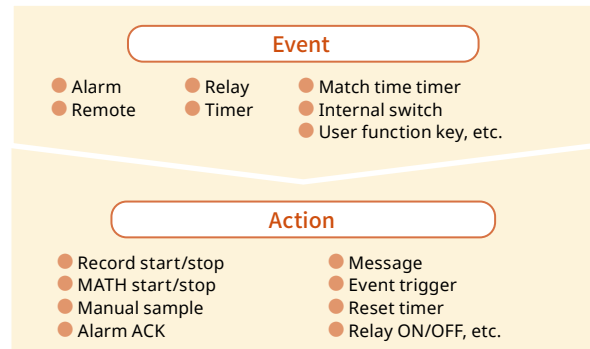 Event
Alarm
Remote
Relay
Timer
Match time timer
Internal switch
User function key, etc.
Action
Record start/stop
MATH start/stop
Manual sample
Alarm ACK
Message
Event trigger
Reset timer
Relay ON/OFF, etc.